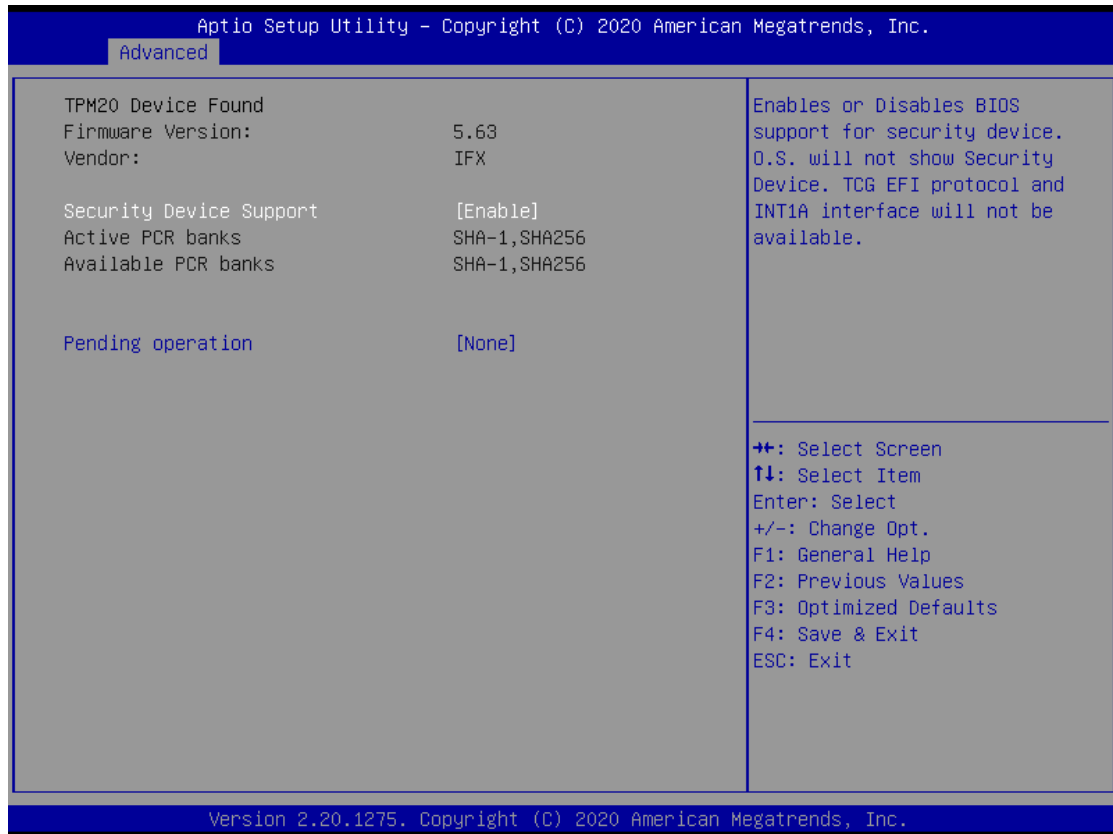 Aptio Setup Utility – Copyright (C) 2020 American Megatrends, Inc.
Advanced
TPM20 Device Found
Firmware Version: 5.63
Vendor: IFX
Security Device Support [Enable]
Active PCR banks SHA-1,SHA256
Available PCR banks SHA-1,SHA256
Pending operation [None]
Enables or Disables BIOS
support for security device.
O.S. will not show Security
Device. TCG EFI protocol and
INT1A interface will not be
available.
→←: Select Screen
↑↓: Select Item
Enter: Select
+/-: Change Opt.
F1: General Help
F2: Previous Values
F3: Optimized Defaults
F4: Save & Exit
ESC: Exit
Version 2.20.1275. Copyright (C) 2020 American Megatrends, Inc.